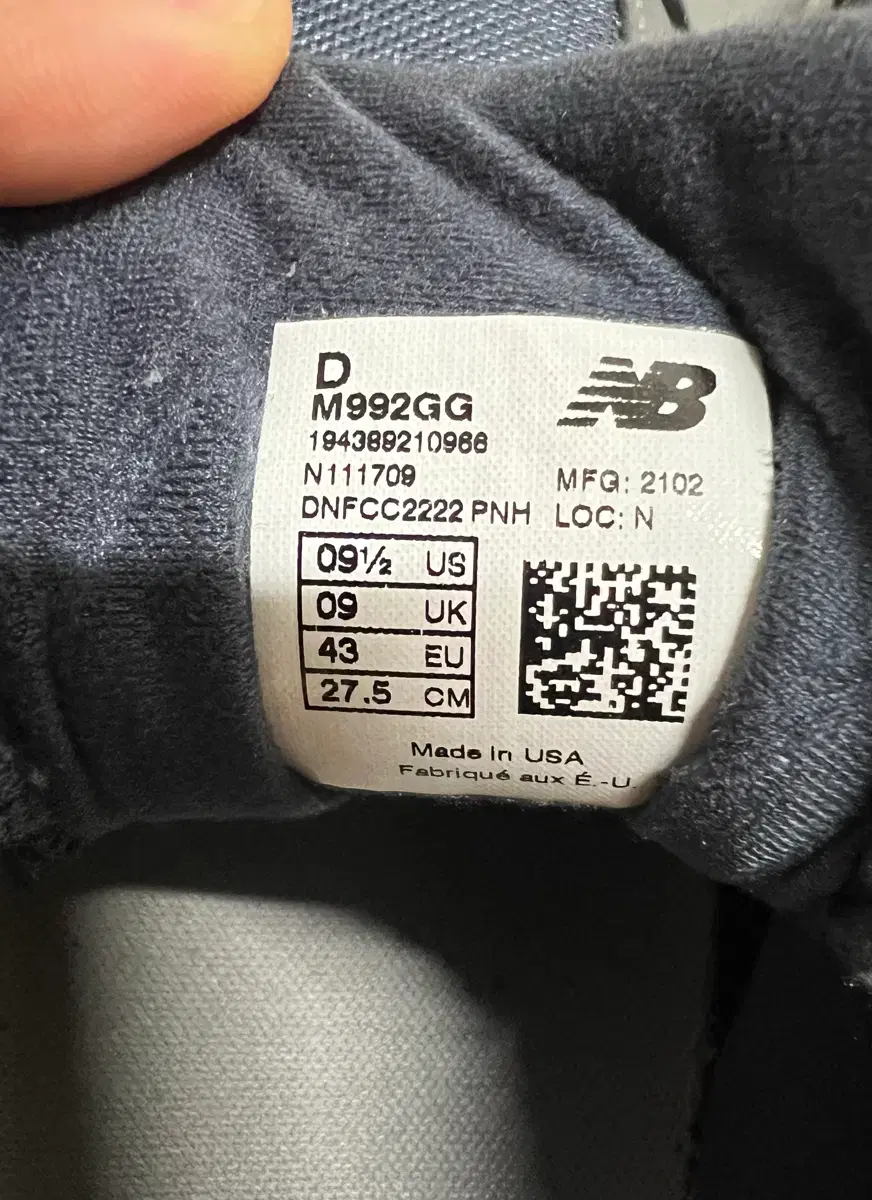 D
NB
M992GG
194389210966
N111709 MFG: 2102
DNFCC2222 PNH LOC: N
09½ US
09 UK
43 EU
27.5 CM
Made in USA
Fabriqué aux É.-U.